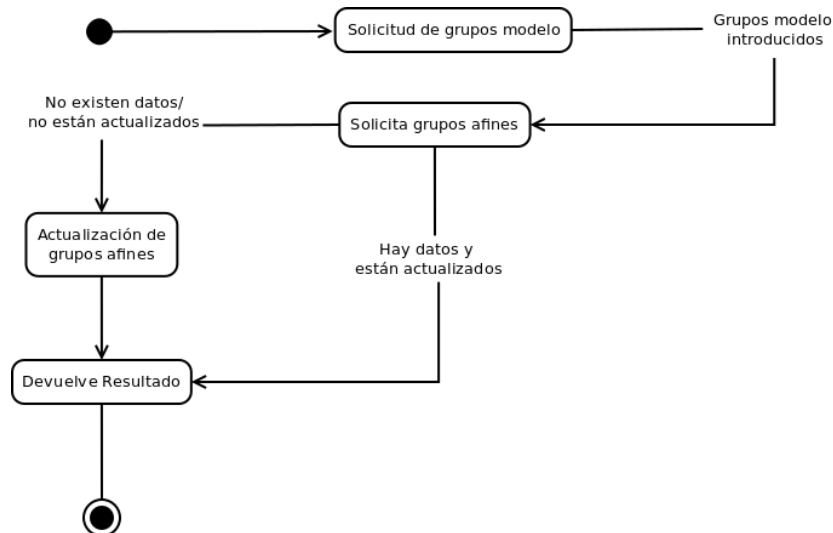 Solicitud de grupos modelo
Grupos modelo
introducidos
No existen datos/
no están actualizados
Solicita grupos afines
Actualización de
grupos afines
Hay datos y
están actualizados
Devuelve Resultado